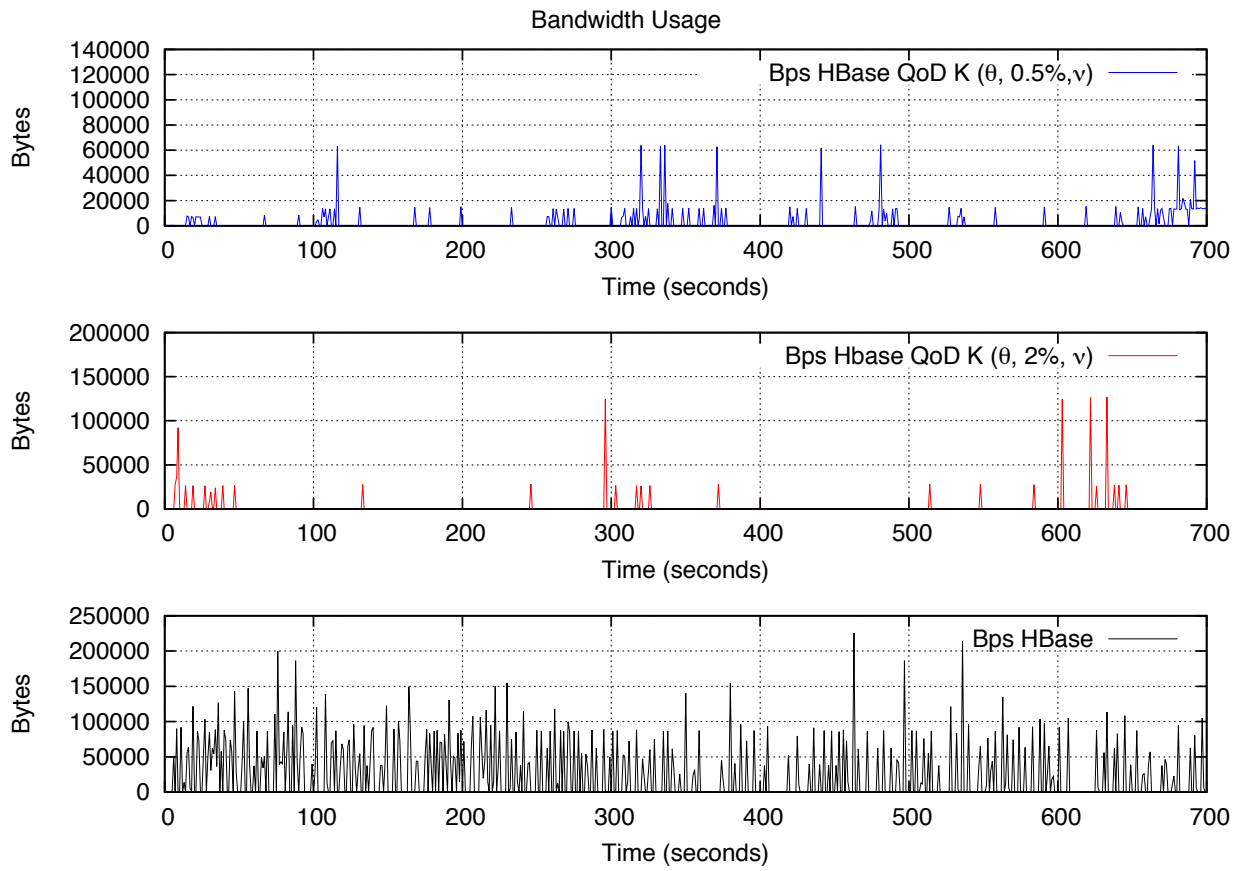 Bandwidth Usage
140000
120000
100000
80000
60000
40000
20000
0
Bytes
Bps HBase QoD K (θ, 0.5%,ν)
0 100 200 300 400 500 600 700
Time (seconds)
200000
150000
100000
50000
0
Bytes
Bps Hbase QoD K (θ, 2%, ν)
0 100 200 300 400 500 600 700
Time (seconds)
250000
200000
150000
100000
50000
0
Bytes
Bps HBase
0 100 200 300 400 500 600 700
Time (seconds)